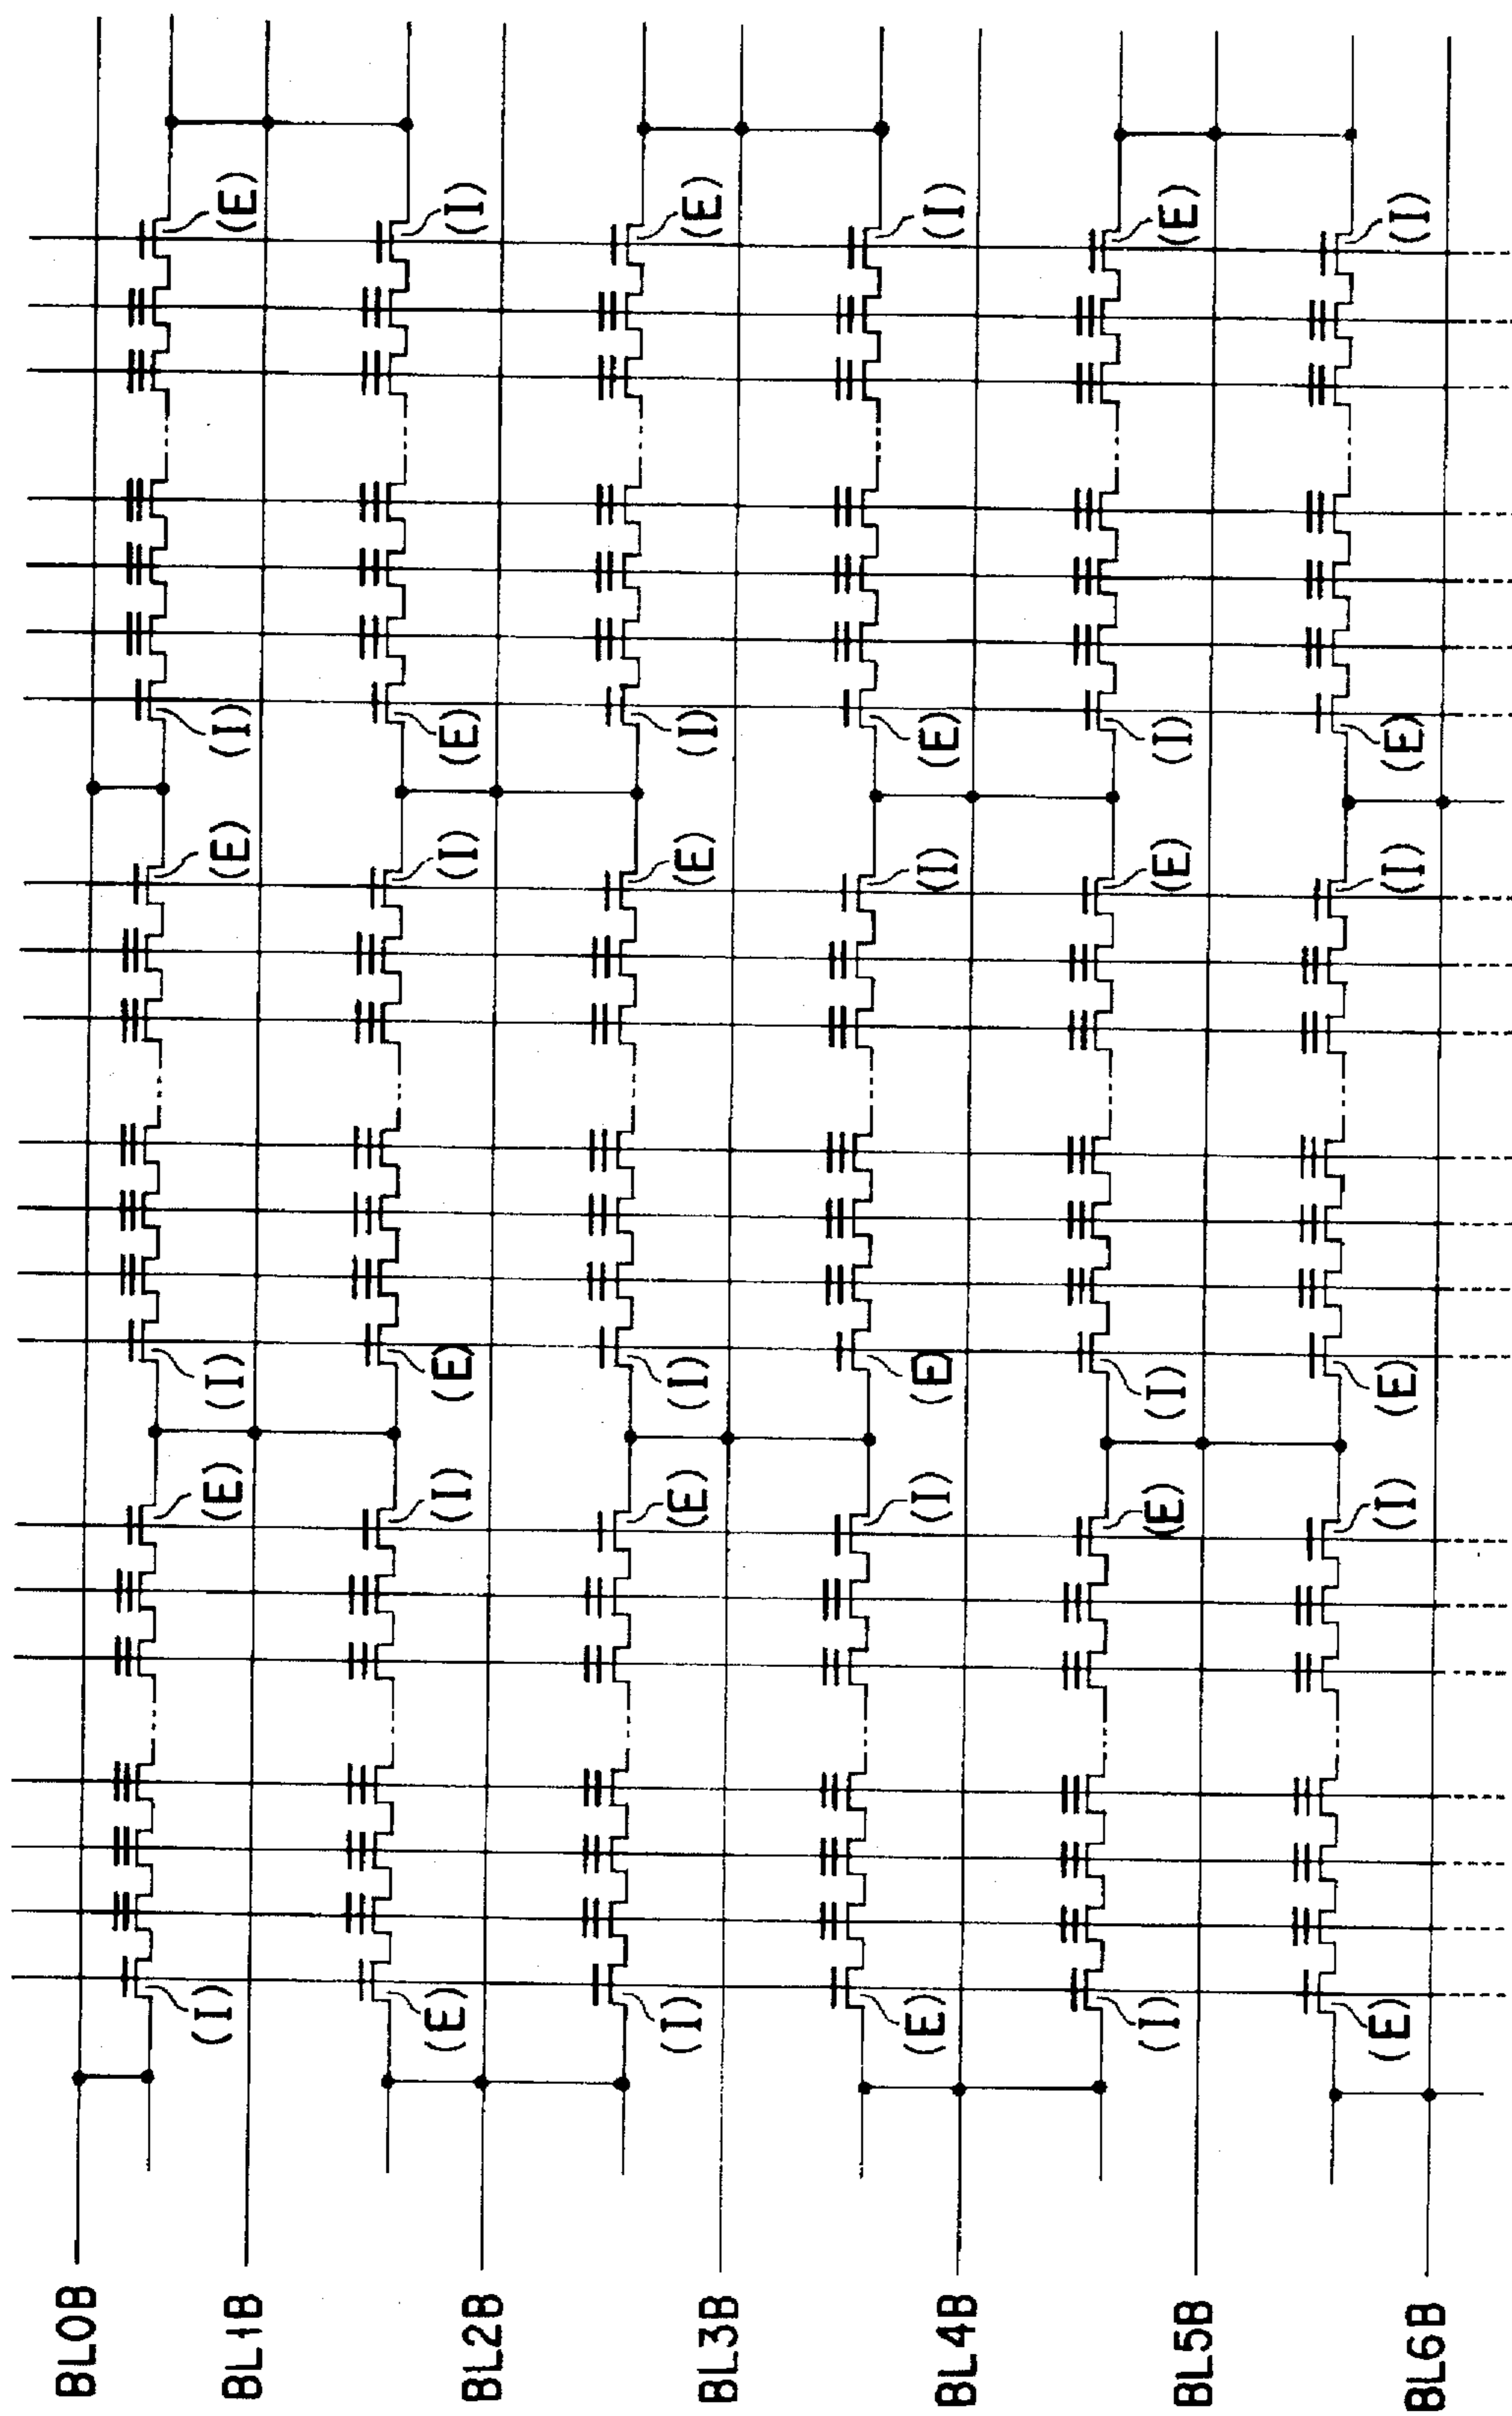 BL0B
(I) (E) (I) (E) (I) (E)
BL1B
(E) (I) (E) (I) (E) (I)
BL2B
(I) (E) (I) (E) (I) (E)
BL3B
(E) (I) (E) (I) (E) (I)
BL4B
(I) (E) (I) (E) (I) (E)
BL5B
(E) (I) (E) (I) (E) (I)
BL6B